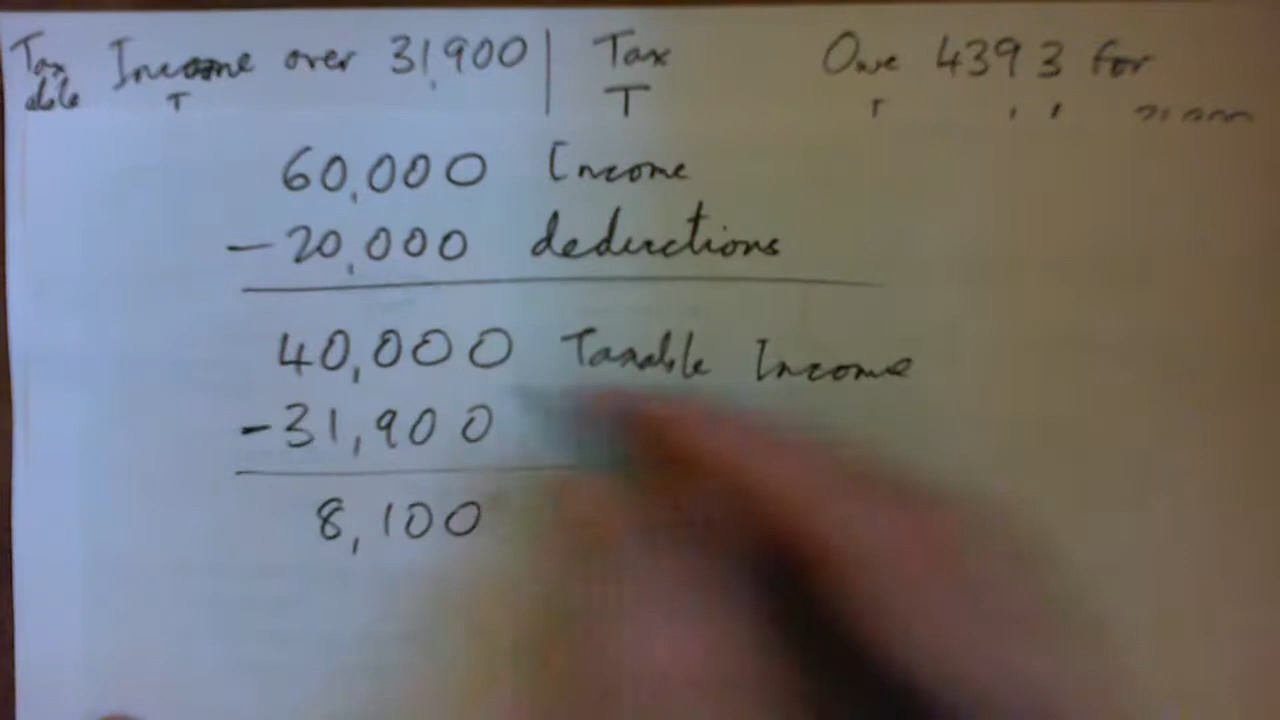 Taxable Income over 31,900 | Tax Owe 4393 for
T T
60,000 Income
-20,000 deductions
40,000 Taxable Income
-31,900
8,100